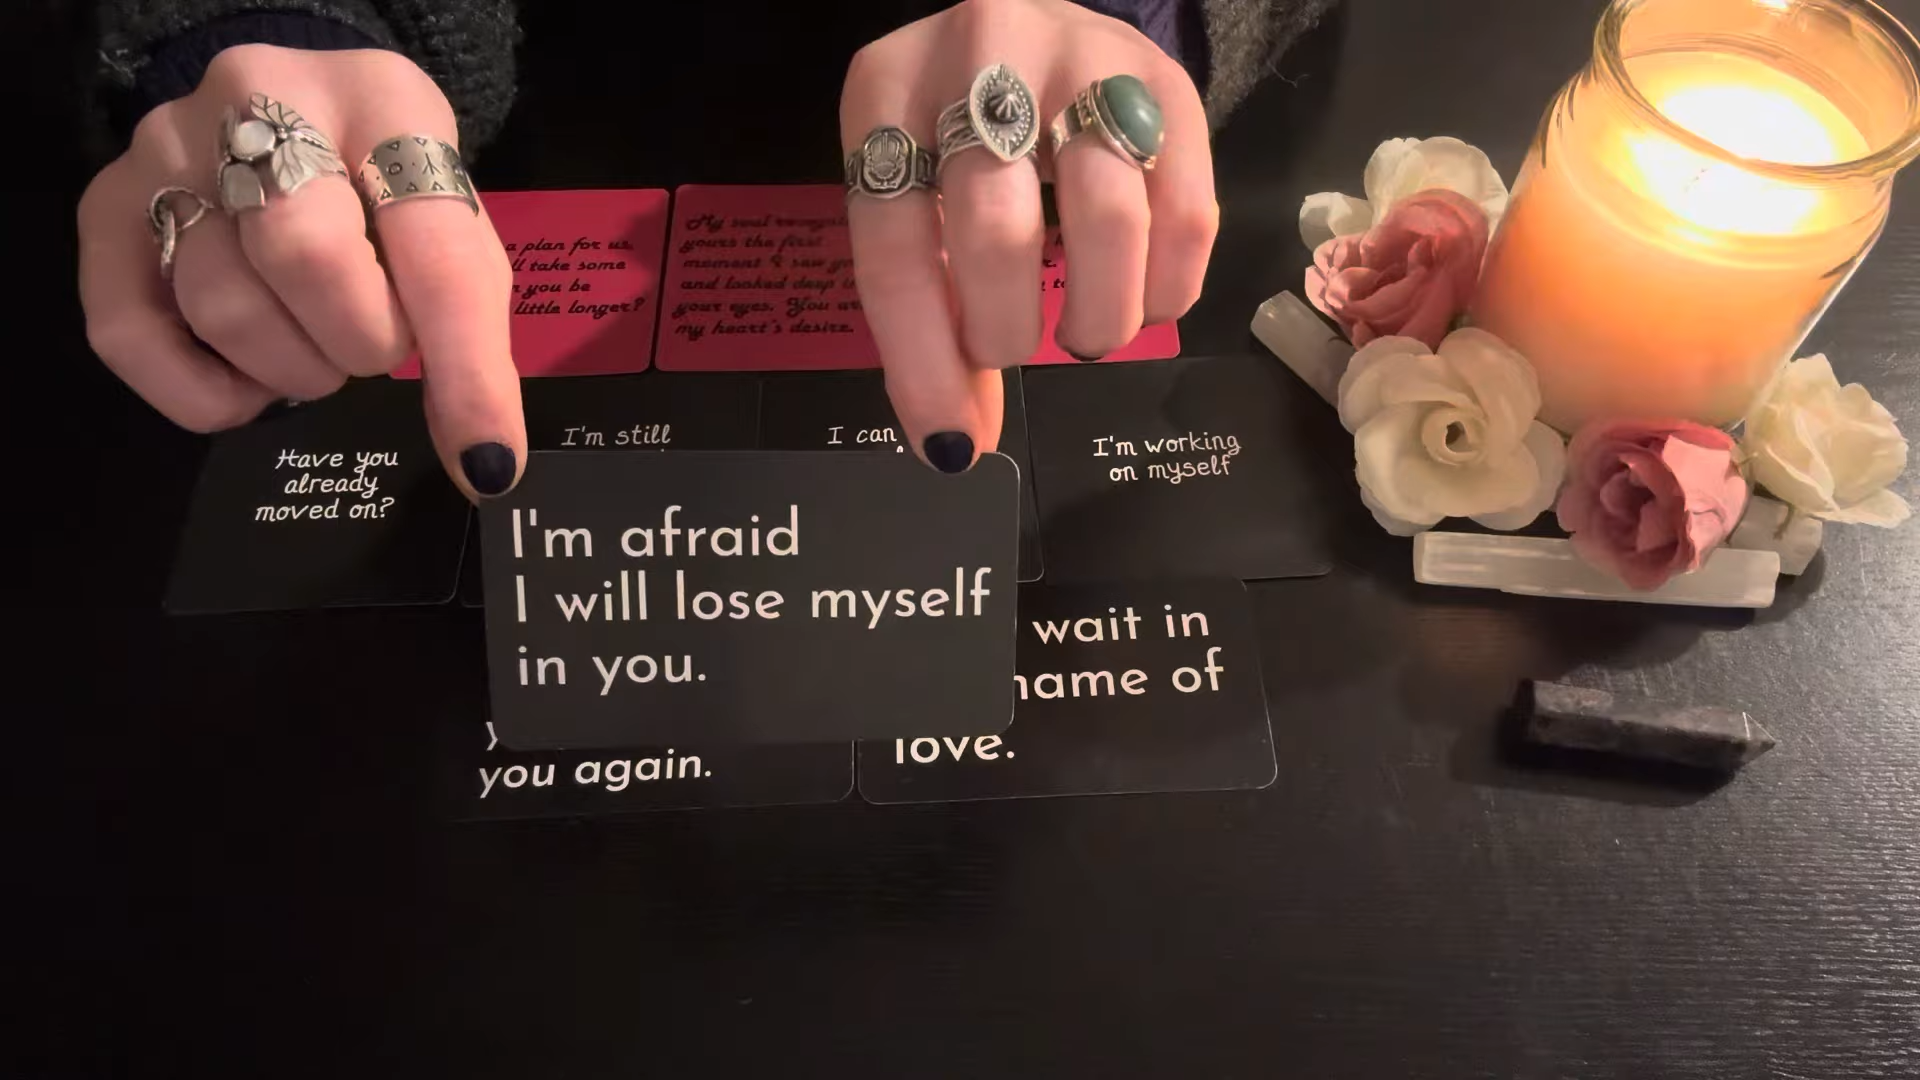 a plan for us.
take some
you be
little longer?
My soul
yours the first
moment I saw
and looked deep
your eyes. You are
my heart's desire.
Have you
already
moved on?
I'm still
I can
I'm working
on myself
I'm afraid
I will lose myself
in you.
you again.
wait in
name of
love.